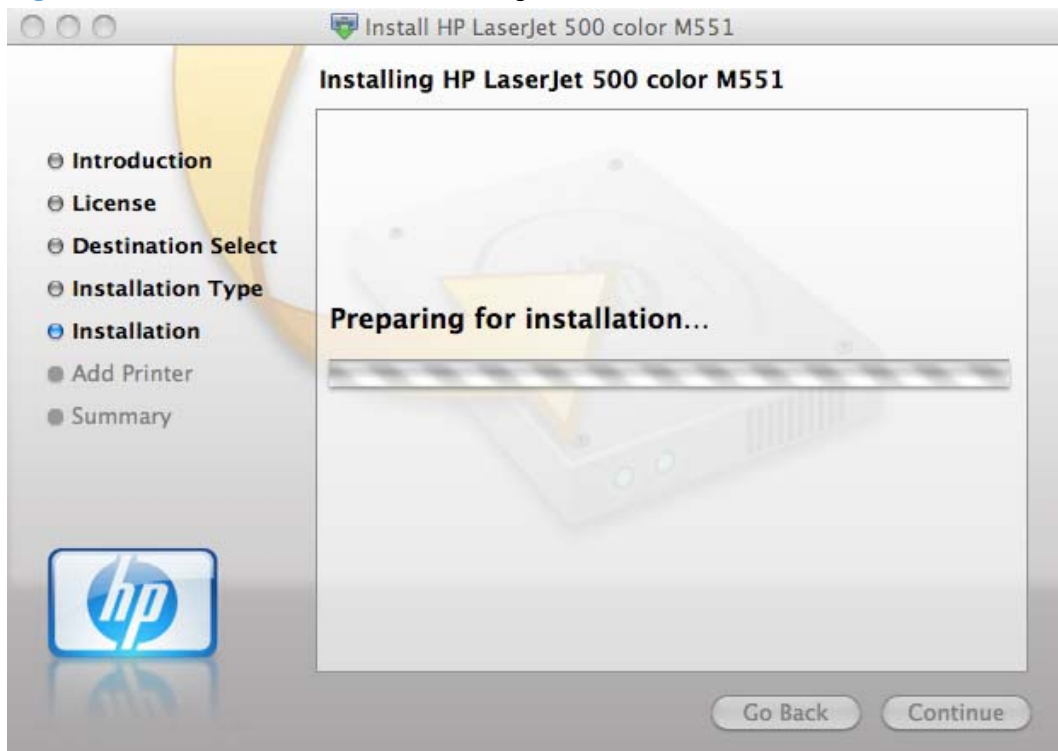 Install HP LaserJet 500 color M551
Installing HP LaserJet 500 color M551
Introduction
License
Destination Select
Installation Type
Installation
Add Printer
Summary
Preparing for installation...
hp
Go Back
Continue